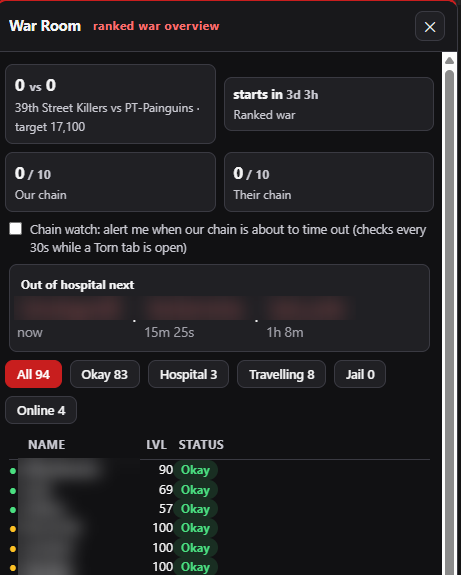 War Room ranked war overview
0 vs 0
39th Street Killers vs PT-Painguins ·
target 17,100
starts in 3d 3h
Ranked war
0 / 10
Our chain
0 / 10
Their chain
Chain watch: alert me when our chain is about to time out (checks every
30s while a Torn tab is open)
Out of hospital next
· ·
now 15m 25s 1h 8m
All 94 Okay 83 Hospital 3 Travelling 8 Jail 0
Online 4
NAME LVL STATUS
90 Okay
69 Okay
57 Okay
100 Okay
100 Okay
100 Okay